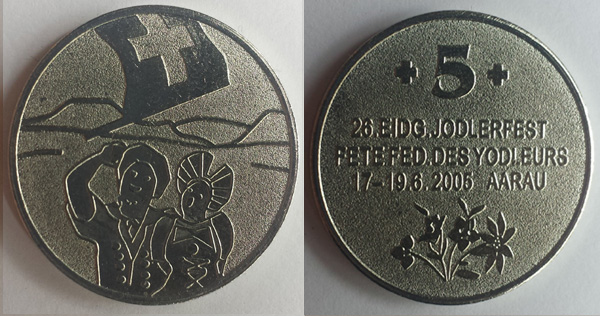 + 5 +
26.EIDG.JODLERFEST
FETE FED.DES YODLEURS
17–19.6.2005 AARAU